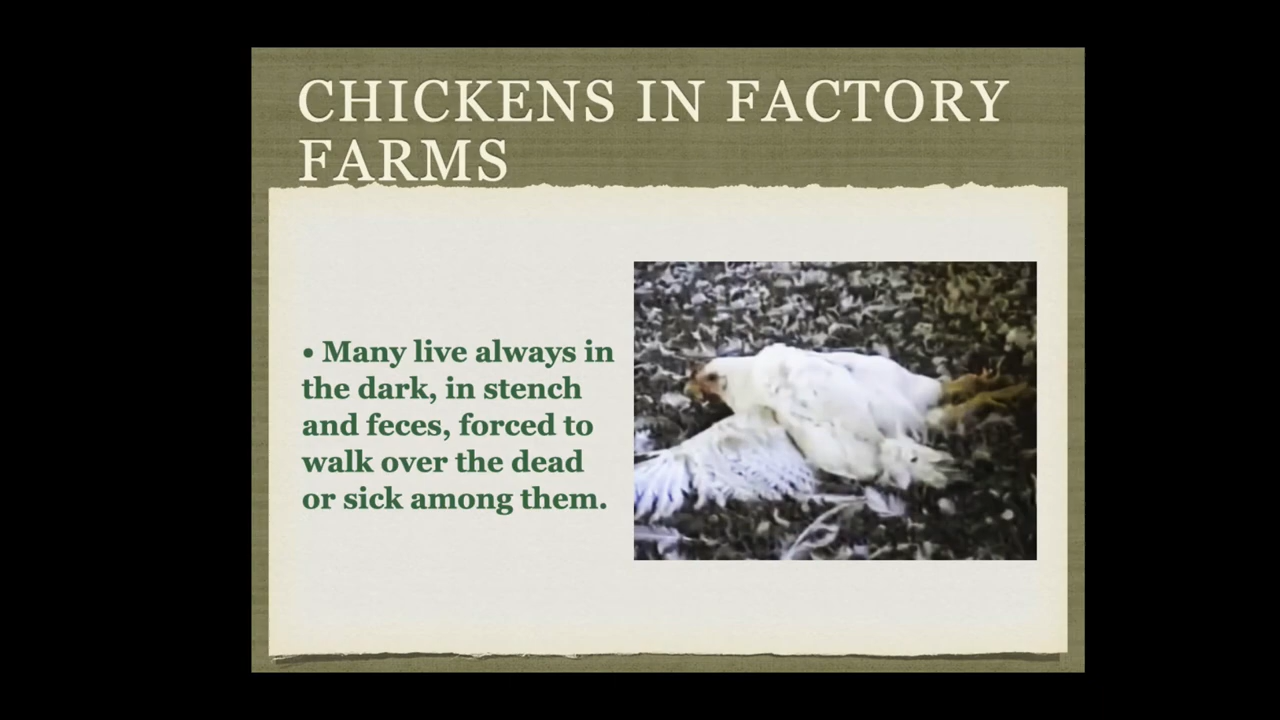 CHICKENS IN FACTORY
FARMS
• Many live always in
the dark, in stench
and feces, forced to
walk over the dead
or sick among them.